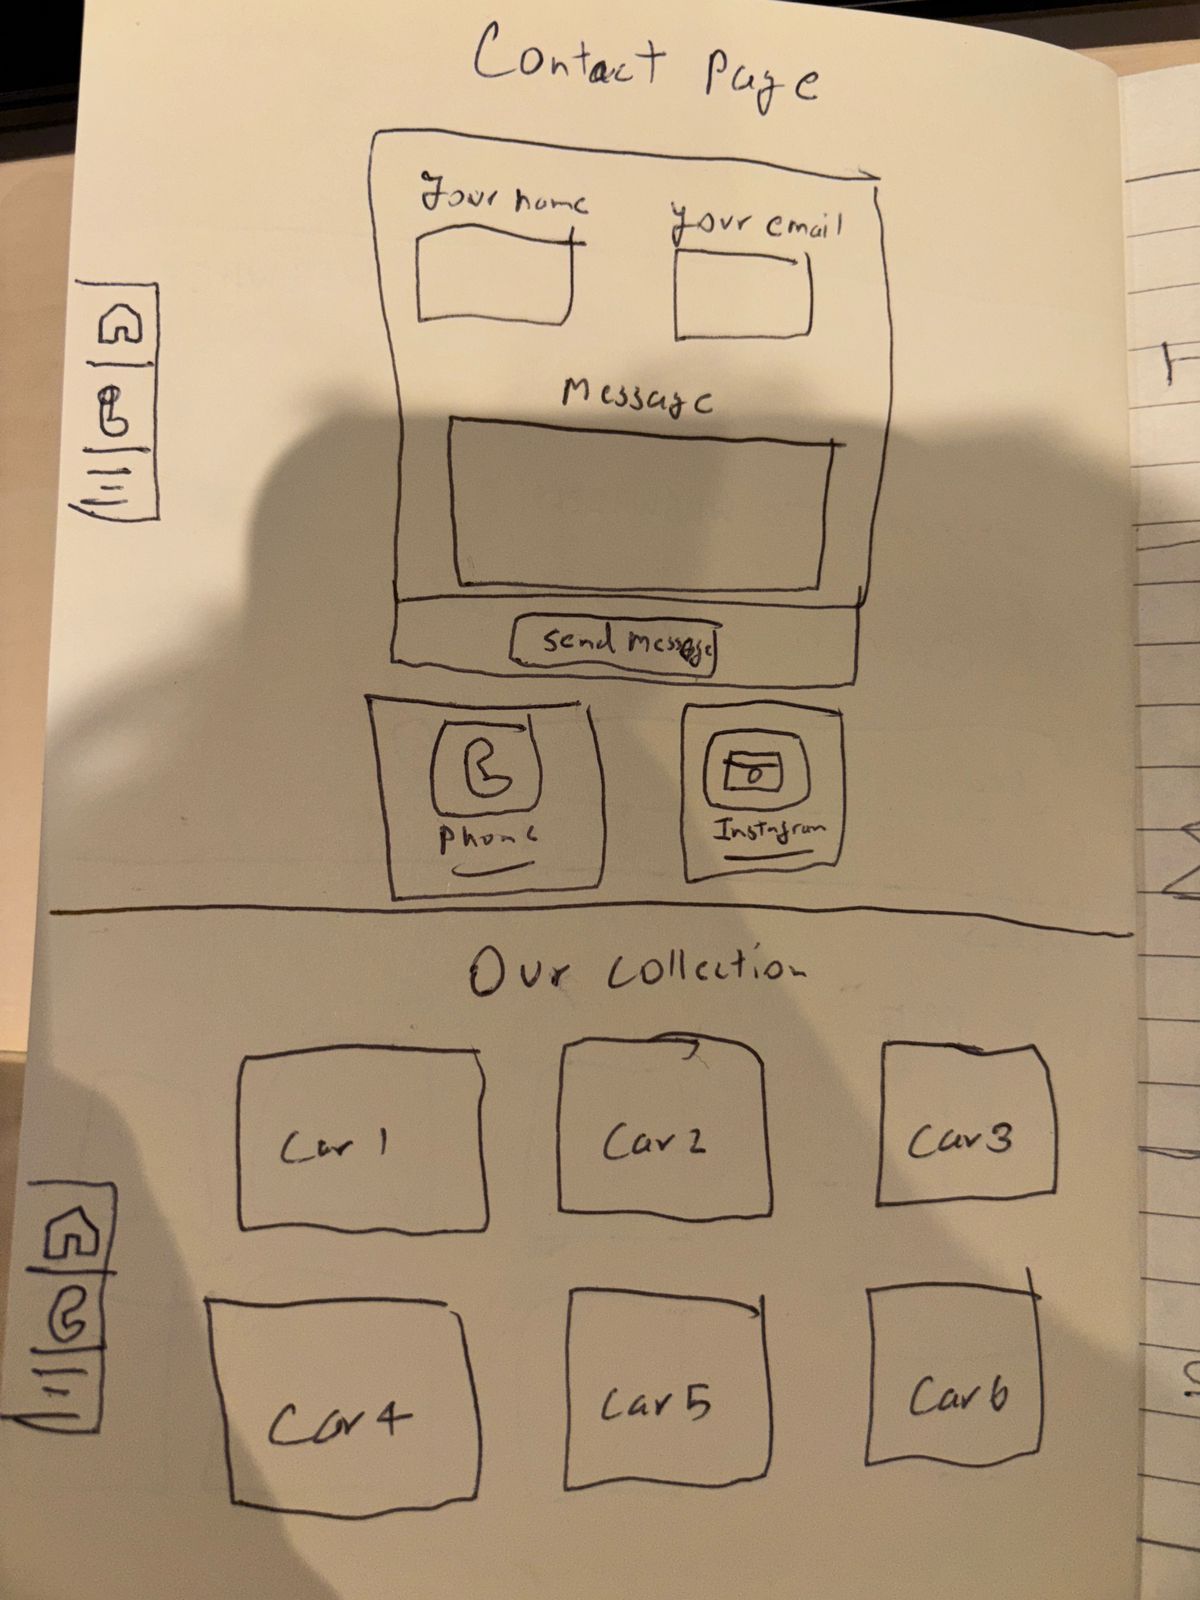 Contact Page
Your name
Your email
Message
Send Message
Phone
Instagram
Our collection
Car 1
Car 2
Car 3
Car 4
Car 5
Car 6